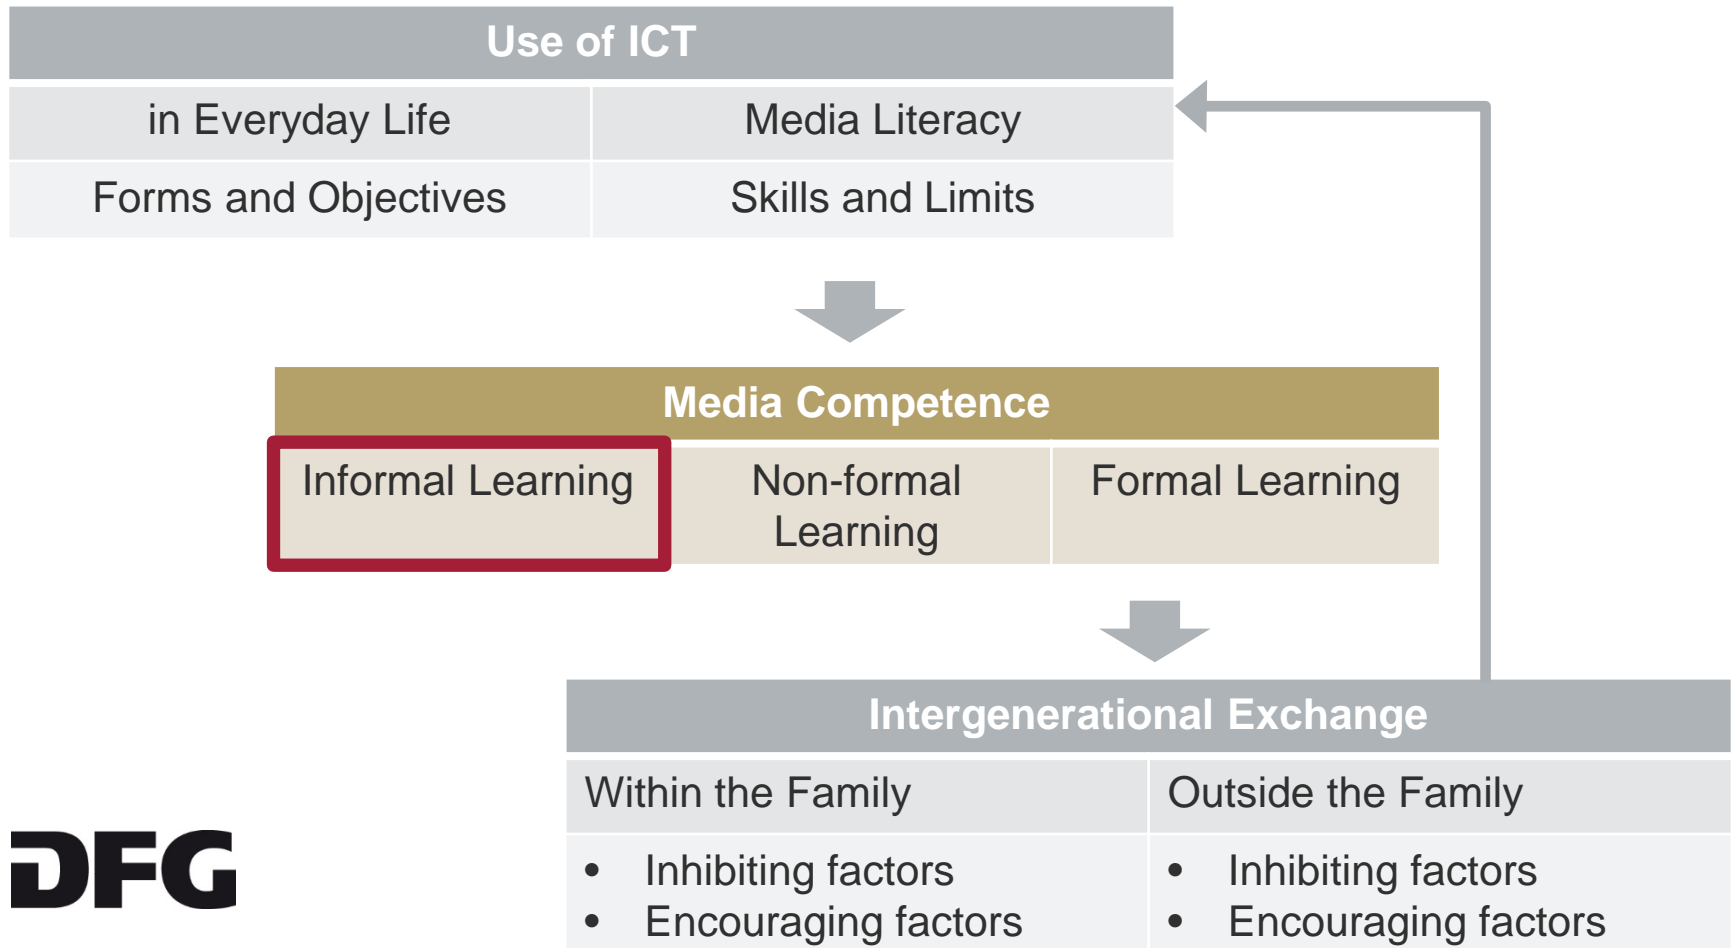 Use of ICT
in Everyday Life
Media Literacy
Forms and Objectives
Skills and Limits
Media Competence
Informal Learning
Non-formal
Learning
Formal Learning
Intergenerational Exchange
Within the Family
Outside the Family
• Inhibiting factors
• Encouraging factors
• Inhibiting factors
• Encouraging factors
DFG